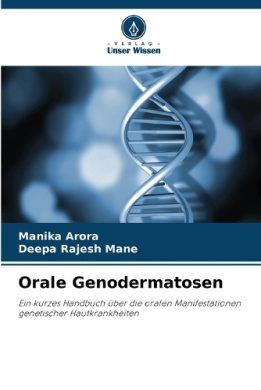 - VERLAG -
Unser Wissen
Manika Arora
Deepa Rajesh Mane
Orale Genodermatosen
Ein kurzes Handbuch über die oralen Manifestationen
genetischer Hautkrankheiten